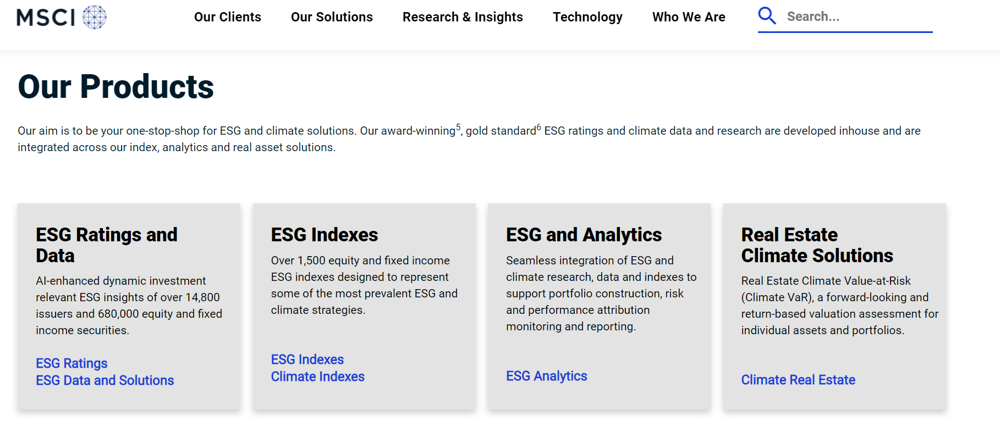 MSCI
Our Clients
Our Solutions
Research & Insights
Technology
Who We Are
Search...
Our Products
Our aim is to be your one-stop-shop for ESG and climate solutions. Our award-winning5, gold standard6 ESG ratings and climate data and research are developed inhouse and are
integrated across our index, analytics and real asset solutions.
ESG Ratings and
Data
AI-enhanced dynamic investment
relevant ESG insights of over 14,800
issuers and 680,000 equity and fixed
income securities.
ESG Ratings
ESG Data and Solutions
ESG Indexes
Over 1,500 equity and fixed income
ESG indexes designed to represent
some of the most prevalent ESG and
climate strategies.
ESG Indexes
Climate Indexes
ESG and Analytics
Seamless integration of ESG and
climate research, data and indexes to
support portfolio construction, risk
and performance attribution
monitoring and reporting.
ESG Analytics
Real Estate
Climate Solutions
Real Estate Climate Value-at-Risk
(Climate VaR), a forward-looking and
return-based valuation assessment for
individual assets and portfolios.
Climate Real Estate